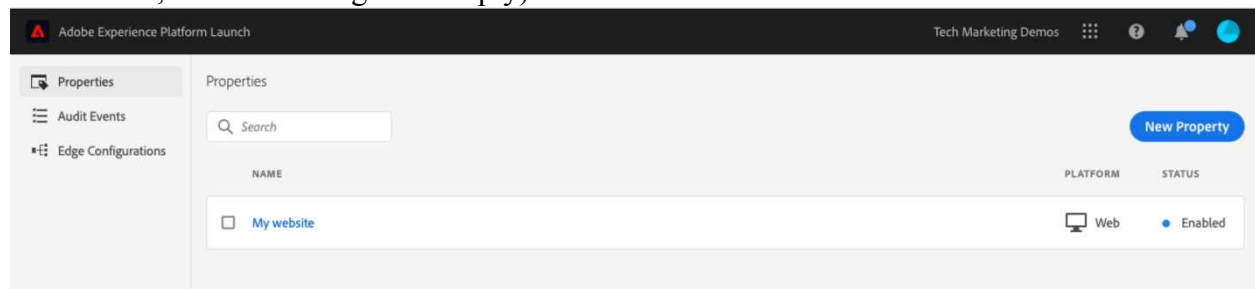 Adobe Experience Platform Launch Tech Marketing Demos
Properties
Audit Events
Edge Configurations
Properties
Search
New Property
NAME PLATFORM STATUS
My website Web Enabled